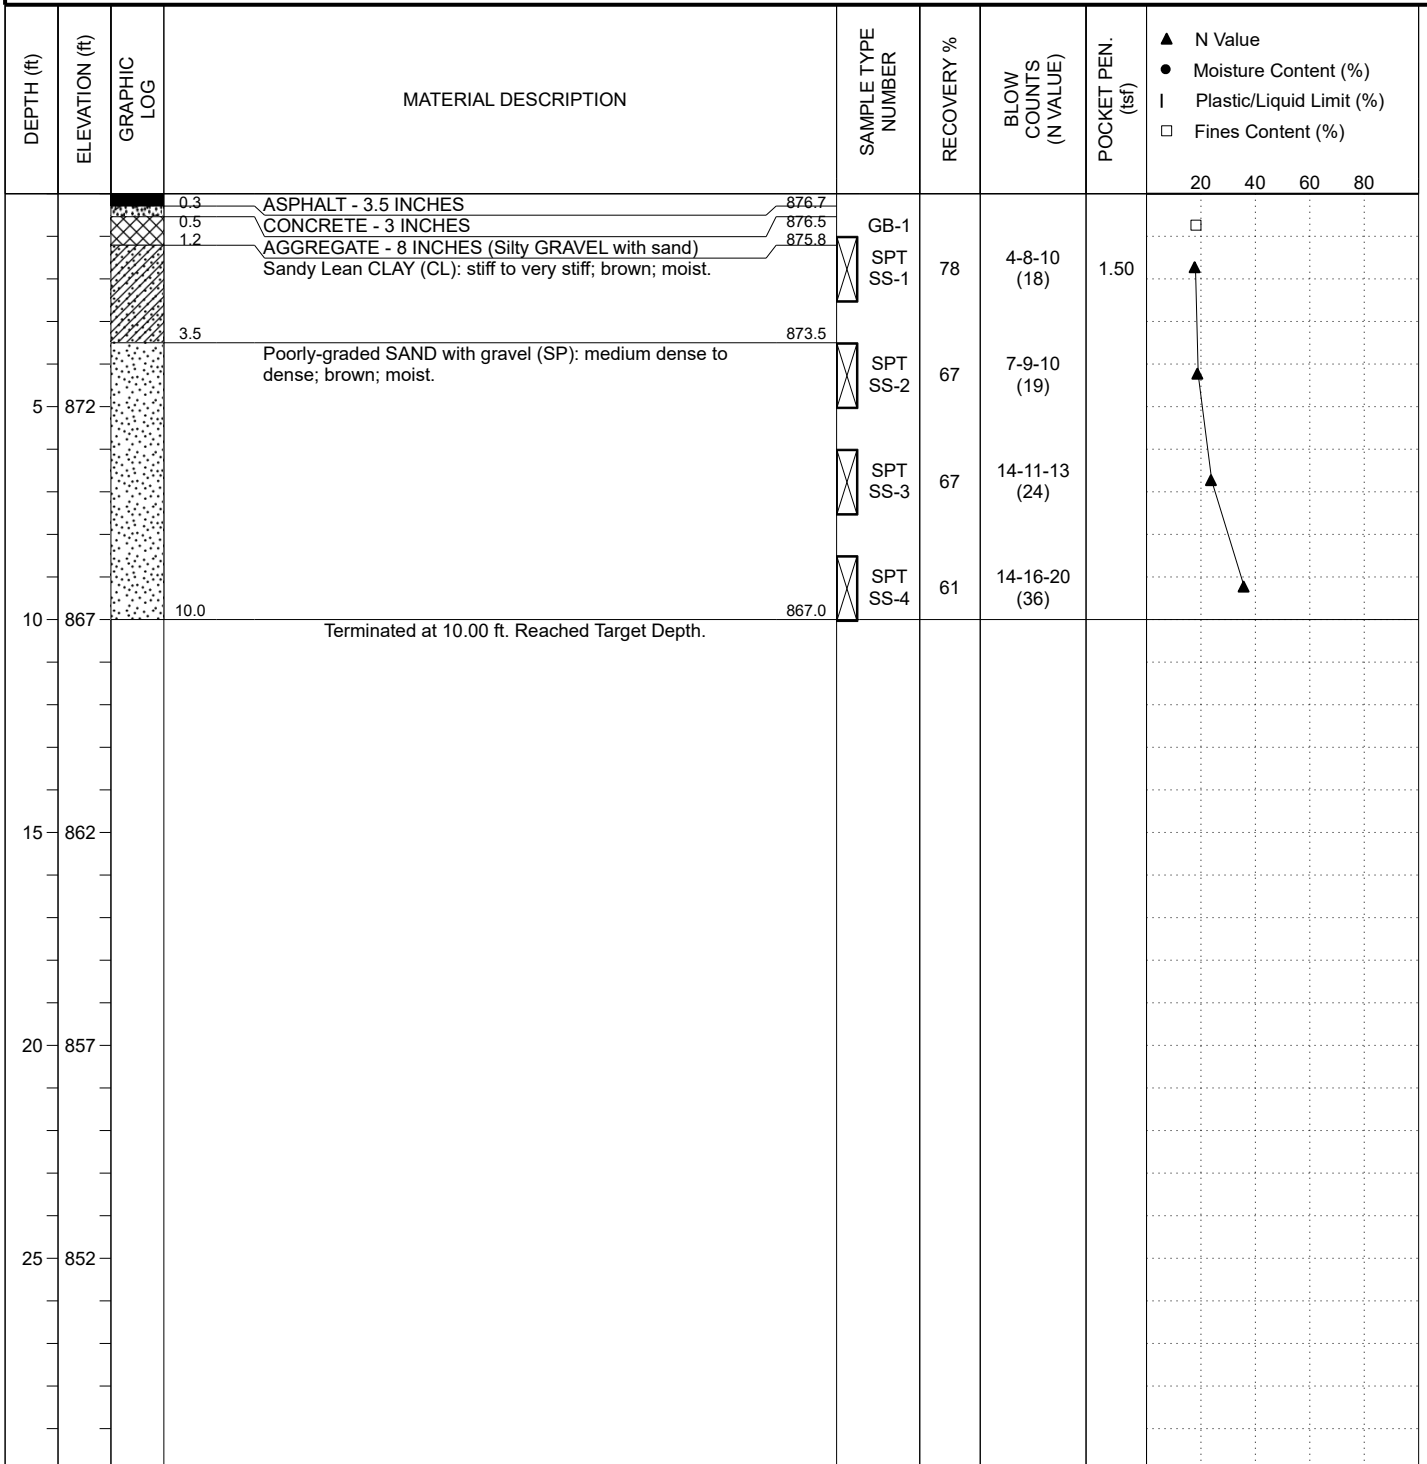 DEPTH (ft)
ELEVATION (ft)
GRAPHIC
LOG
MATERIAL DESCRIPTION
SAMPLE TYPE
NUMBER
RECOVERY %
BLOW
COUNTS
(N VALUE)
POCKET PEN.
(tsf)
▲ N Value
● Moisture Content (%)
| Plastic/Liquid Limit (%)
□ Fines Content (%)
20 40 60 80
0.3 ASPHALT - 3.5 INCHES 876.7
0.5 CONCRETE - 3 INCHES 876.5
GB-1
1.2 AGGREGATE - 8 INCHES (Silty GRAVEL with sand) 875.8
Sandy Lean CLAY (CL): stiff to very stiff; brown; moist.
SPT
SS-1
78
4-8-10
(18)
1.50
3.5 873.5
Poorly-graded SAND with gravel (SP): medium dense to
dense; brown; moist.
SPT
SS-2
67
7-9-10
(19)
5 872
SPT
SS-3
67
14-11-13
(24)
SPT
SS-4
61
14-16-20
(36)
10.0 867.0
10 867
Terminated at 10.00 ft. Reached Target Depth.
15 862
20 857
25 852